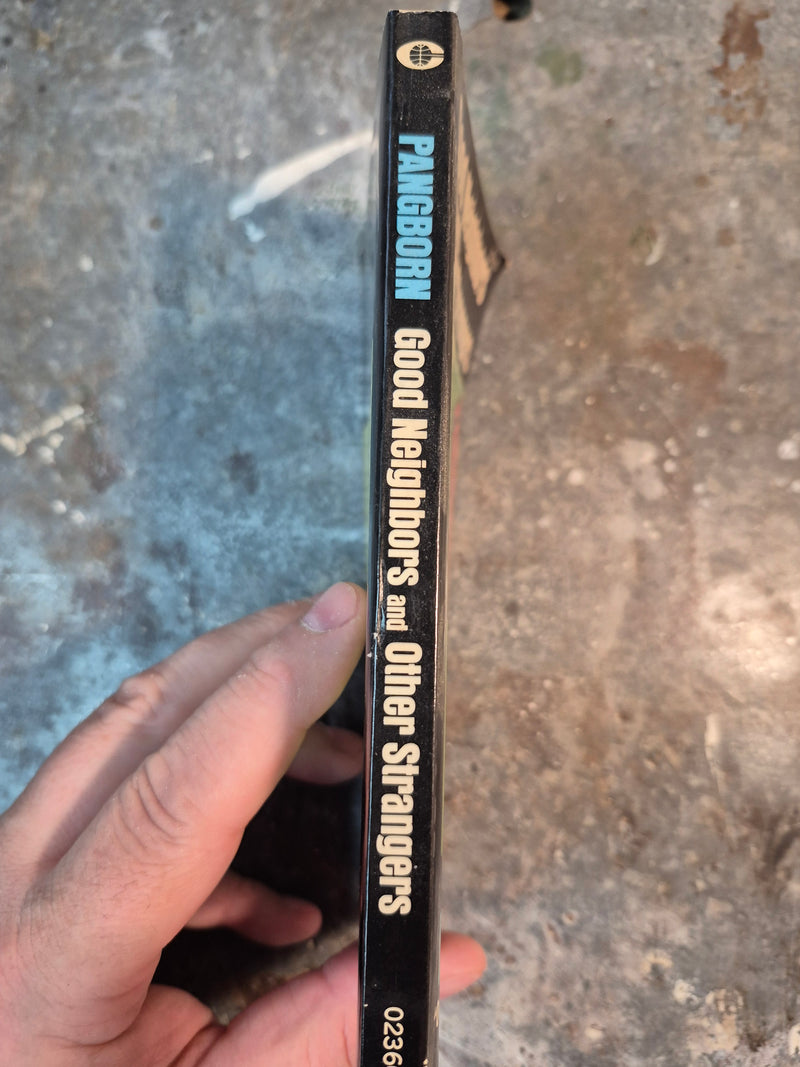 PANGBORN
Good Neighbors and Other Strangers
0236